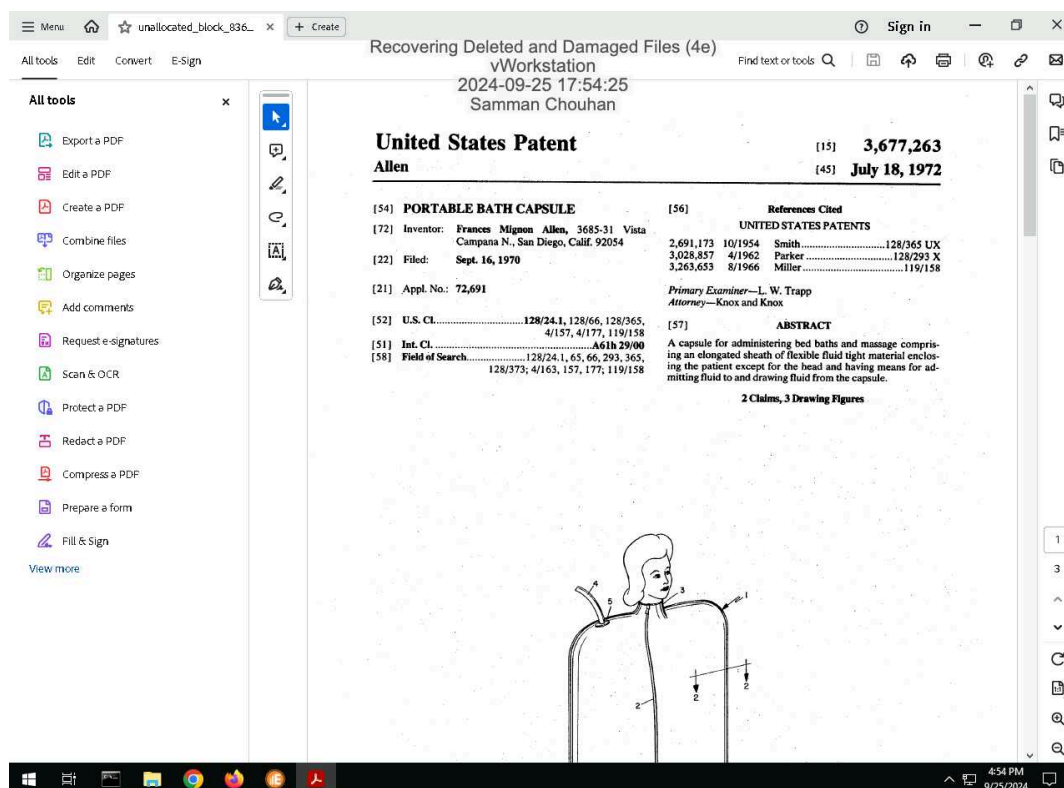 Menu
unallocated_block_836_
+ Create
Sign in
All tools
Edit
Convert
E-Sign
Recovering Deleted and Damaged Files (4e)
vWorkstation
2024-09-25 17:54:25
Samman Chouhan
Find text or tools
All tools
Export a PDF
Edit a PDF
Create a PDF
Combine files
Organize pages
Add comments
Request e-signatures
Scan & OCR
Protect a PDF
Redact a PDF
Compress a PDF
Prepare a form
Fill & Sign
View more
United States Patent
Allen
[15] 3,677,263
[45] July 18, 1972
[54] PORTABLE BATH CAPSULE
[72] Inventor: Frances Mignon Allen, 3685-31 Vista
Campana N., San Diego, Calif. 92054
[22] Filed: Sept. 16, 1970
[21] Appl. No.: 72,691
[52] U.S. Cl. 128/24.1, 128/66, 128/365,
4/157, 4/177, 119/158
[51] Int. Cl. A61h 29/00
[58] Field of Search 128/24.1, 65, 66, 293, 365,
128/373; 4/163, 157, 177; 119/158
[56] References Cited
UNITED STATES PATENTS
2,691,173 10/1954 Smith 128/365 UX
3,028,857 4/1962 Parker 128/293 X
3,263,653 8/1966 Miller 119/158
Primary Examiner—L. W. Trapp
Attorney—Knox and Knox
[57] ABSTRACT
A capsule for administering bed baths and massage compris-
ing an elongated sheath of flexible fluid tight material enclos-
ing the patient except for the head and having means for ad-
mitting fluid to and drawing fluid from the capsule.
2 Claims, 3 Drawing Figures
4
5
3
1
2
2
2
1
3
4:54 PM
9/25/2024